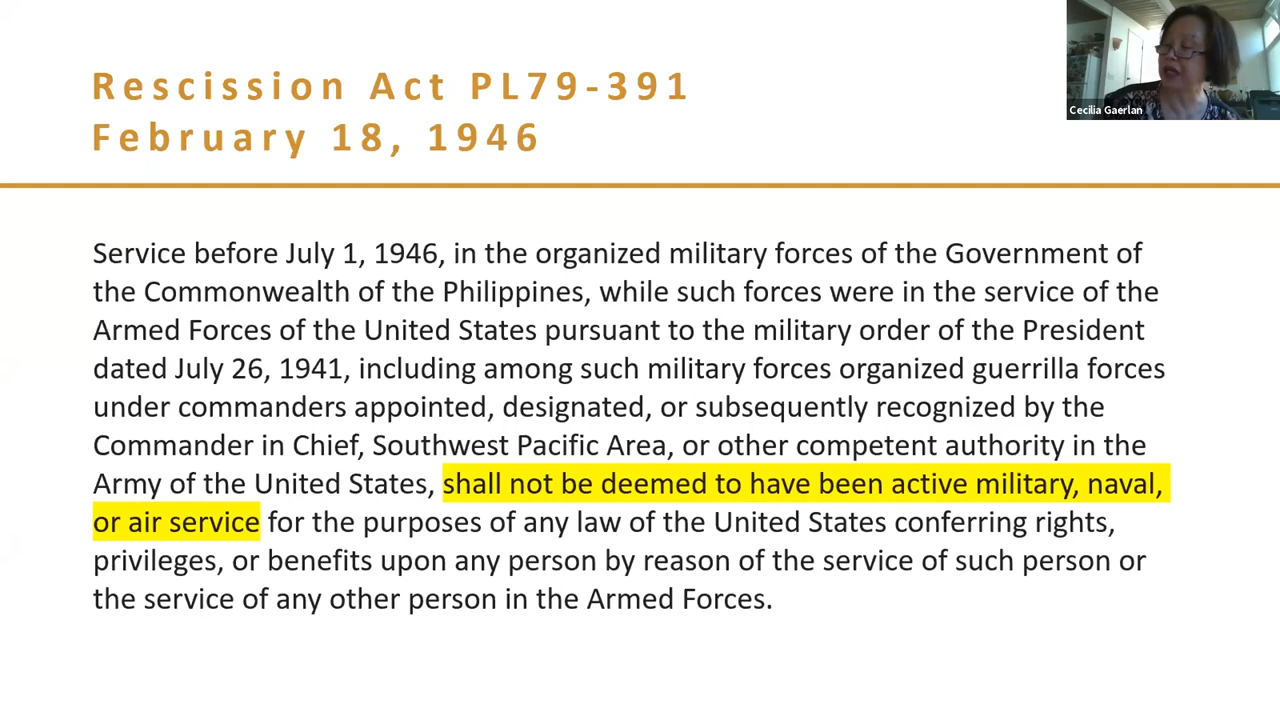 Rescission Act PL79-391
February 18, 1946
Cecilia Gaerlan
Service before July 1, 1946, in the organized military forces of the Government of
the Commonwealth of the Philippines, while such forces were in the service of the
Armed Forces of the United States pursuant to the military order of the President
dated July 26, 1941, including among such military forces organized guerrilla forces
under commanders appointed, designated, or subsequently recognized by the
Commander in Chief, Southwest Pacific Area, or other competent authority in the
Army of the United States, shall not be deemed to have been active military, naval,
or air service for the purposes of any law of the United States conferring rights,
privileges, or benefits upon any person by reason of the service of such person or
the service of any other person in the Armed Forces.